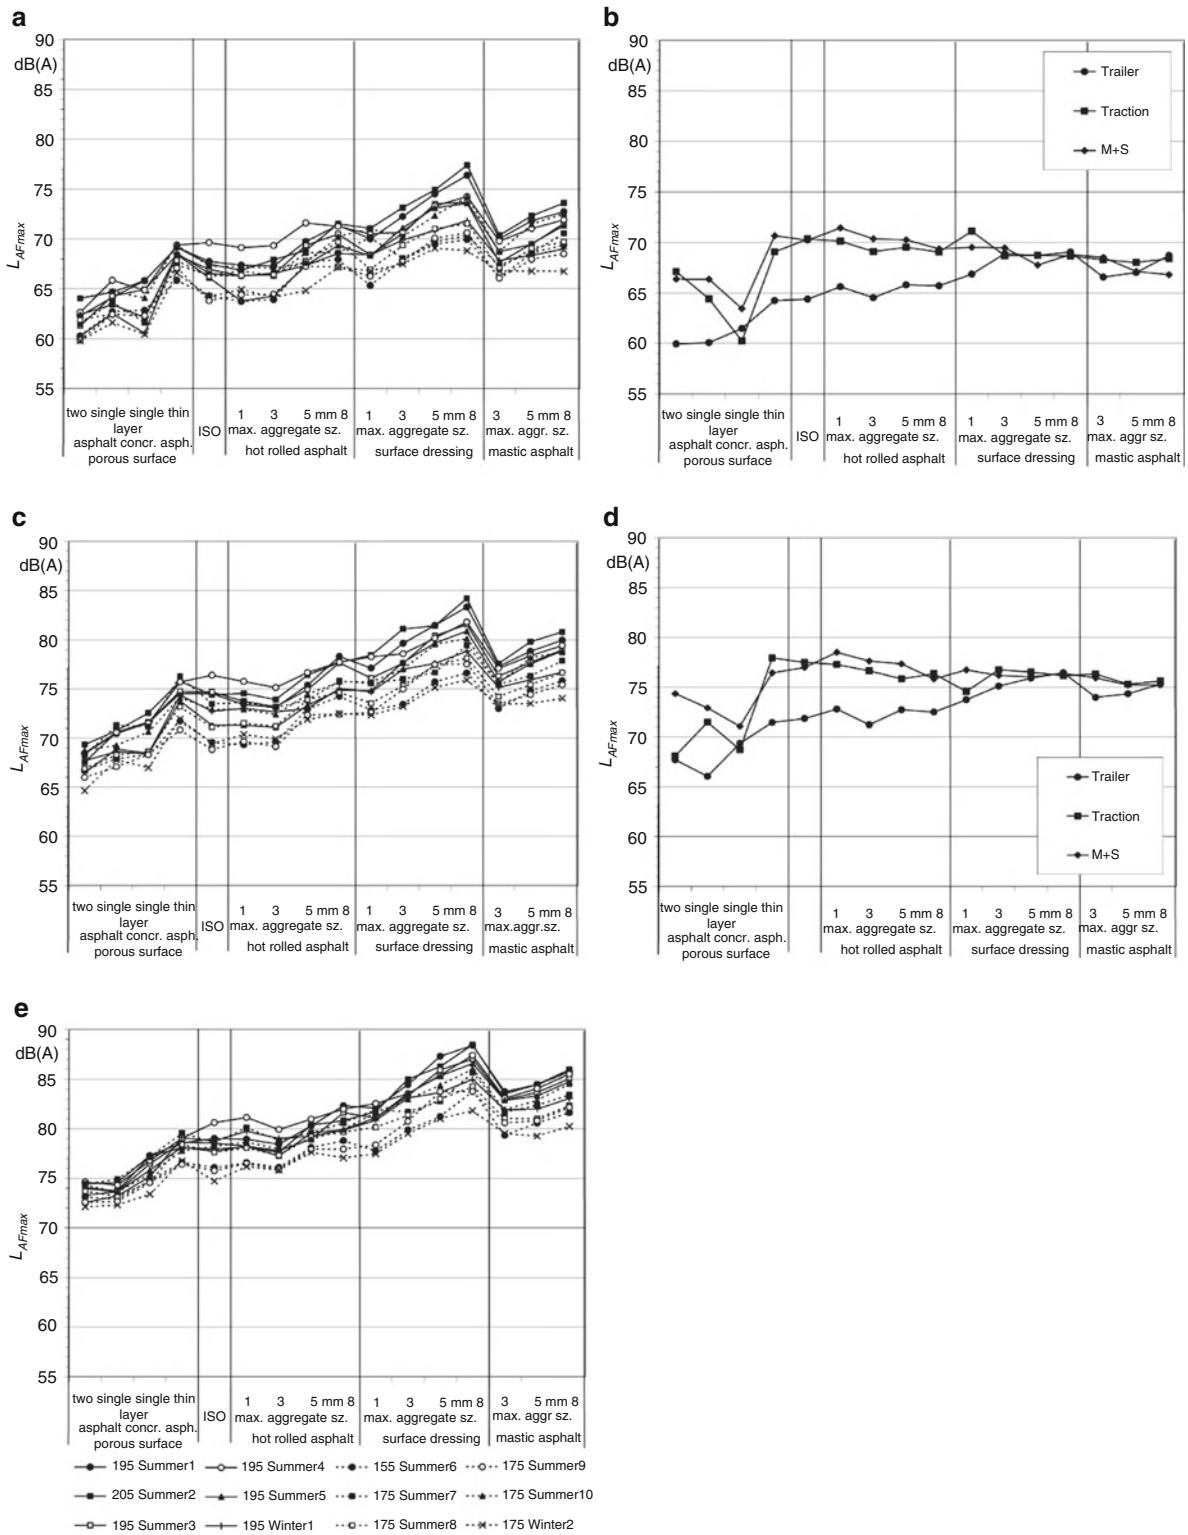 a
90
dB(A)
85
80
75
70
65
60
55
L_AFmax
two single single thin
layer
asphalt concr. asph.
porous surface
ISO
1 3 5 mm 8
max. aggregate sz.
hot rolled asphalt
1 3 5 mm 8
max. aggregate sz.
surface dressing
3 5 mm 8
max. aggr. sz.
mastic asphalt
b
90
dB(A)
85
80
75
70
65
60
55
L_AFmax
Trailer
Traction
M+S
two single single thin
layer
asphalt concr. asph.
porous surface
ISO
1 3 5 mm 8
max. aggregate sz.
hot rolled asphalt
1 3 5 mm 8
max. aggregate sz.
surface dressing
3 5 mm 8
max. aggr sz.
mastic asphalt
c
90
dB(A)
85
80
75
70
65
60
55
L_AFmax
two single single thin
layer
asphalt concr. asph.
porous surface
ISO
1 3 5 mm 8
max. aggregate sz.
hot rolled asphalt
1 3 5 mm 8
max. aggregate sz.
surface dressing
3 5 mm 8
max.aggr.sz.
mastic asphalt
d
90
dB(A)
85
80
75
70
65
60
55
L_AFmax
Trailer
Traction
M+S
two single single thin
layer
asphalt concr. asph.
porous surface
1 3 5 mm 8
max. aggregate sz.
hot rolled asphalt
1 3 5 mm 8
max. aggregate sz.
surface dressing
3 5 mm 8
max. aggr sz.
mastic asphalt
e
90
dB(A)
85
80
75
70
65
60
55
L_AFmax
two single single thin
layer
asphalt concr. asph.
porous surface
ISO
1 3 5 mm 8
max. aggregate sz.
hot rolled asphalt
1 3 5 mm 8
max. aggregate sz.
surface dressing
3 5 mm 8
max. aggr sz.
mastic asphalt
195 Summer1 195 Summer4 155 Summer6 175 Summer9
205 Summer2 195 Summer5 175 Summer7 175 Summer10
195 Summer3 195 Winter1 175 Summer8 175 Winter2